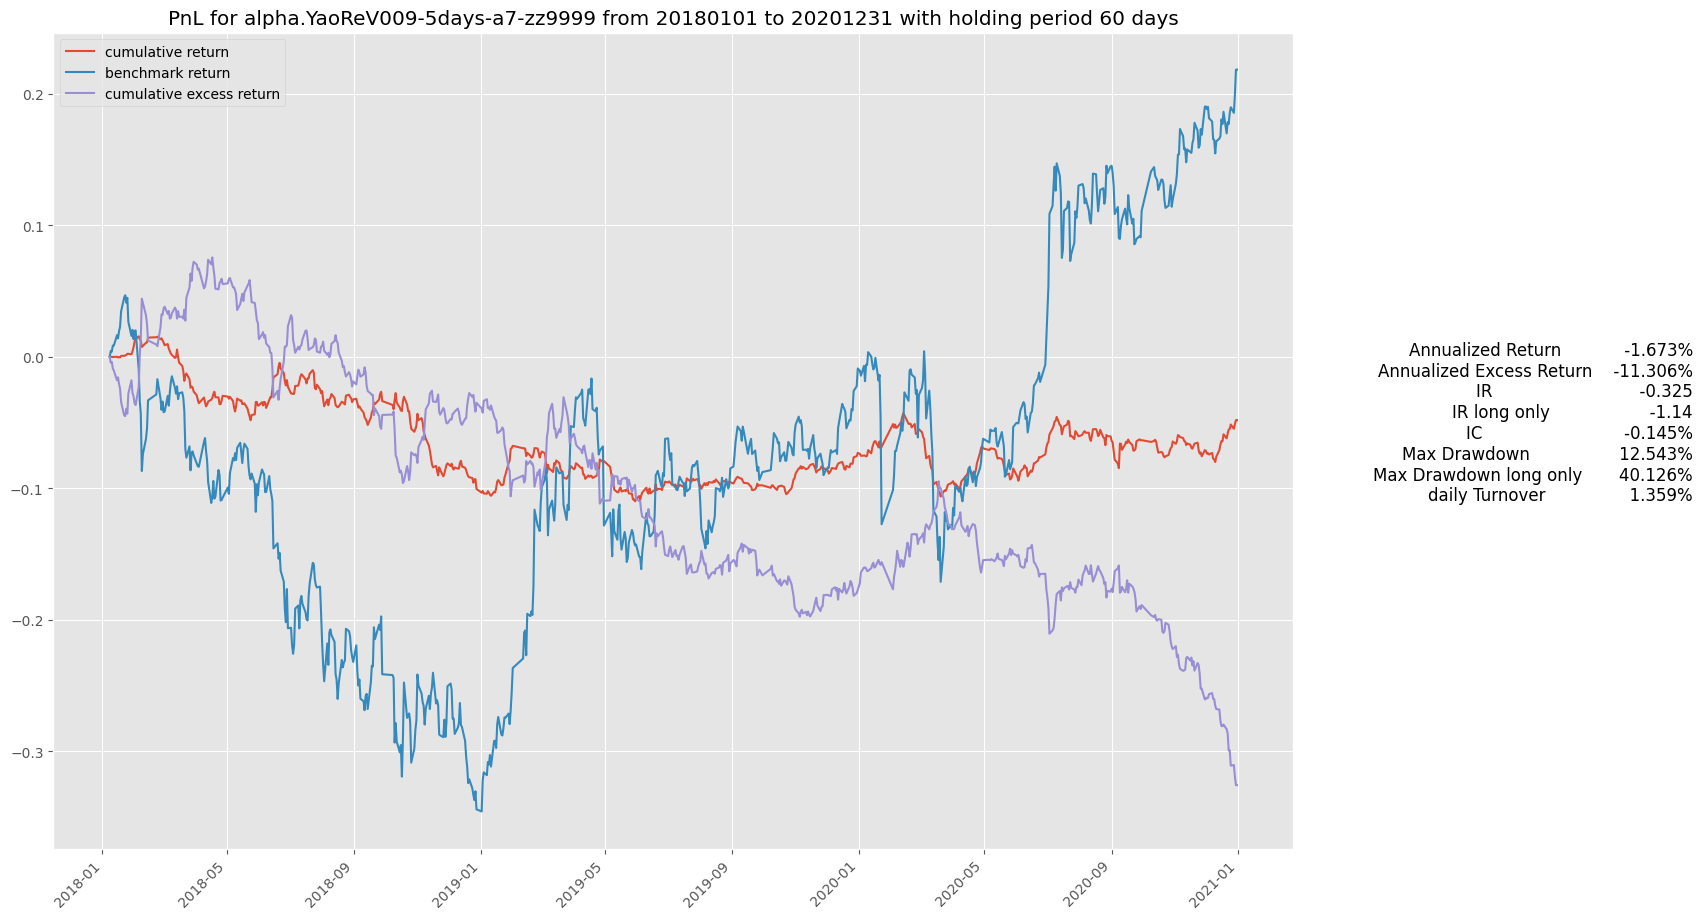 PnL for alpha.YaoReV009-5days-a7-zz9999 from 20180101 to 20201231 with holding period 60 days
cumulative return
benchmark return
cumulative excess return
0.2
0.1
0.0
−0.1
−0.2
−0.3
2018-01
2018-05
2018-09
2019-01
2019-05
2019-09
2020-01
2020-05
2020-09
2021-01
Annualized Return -1.673%
Annualized Excess Return -11.306%
IR -0.325
IR long only -1.14
IC -0.145%
Max Drawdown 12.543%
Max Drawdown long only 40.126%
daily Turnover 1.359%